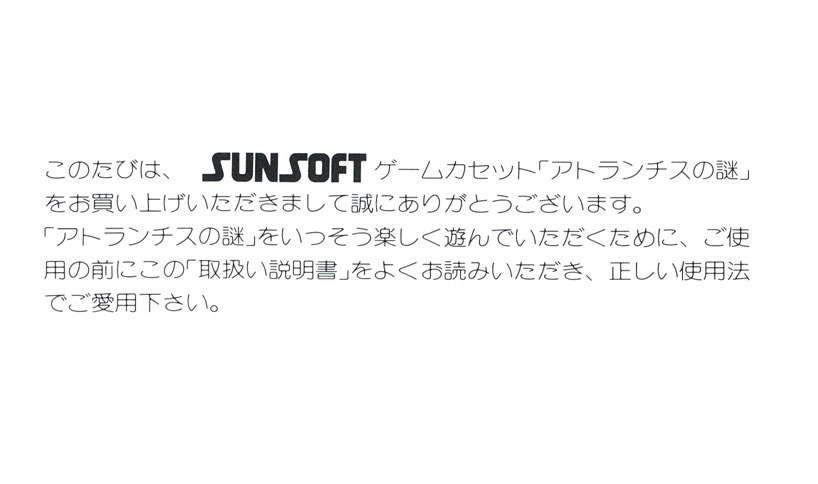 このたびは、 SUNSOFT ゲームカセット「アトランチスの謎」
をお買い上げいただきまして誠にありがとうございます。
「アトランチスの謎」をいっそう楽しく遊んでいただくために、ご使
用の前にこの「取扱い説明書」をよくお読みいただき、正しい使用法
でご愛用下さい。